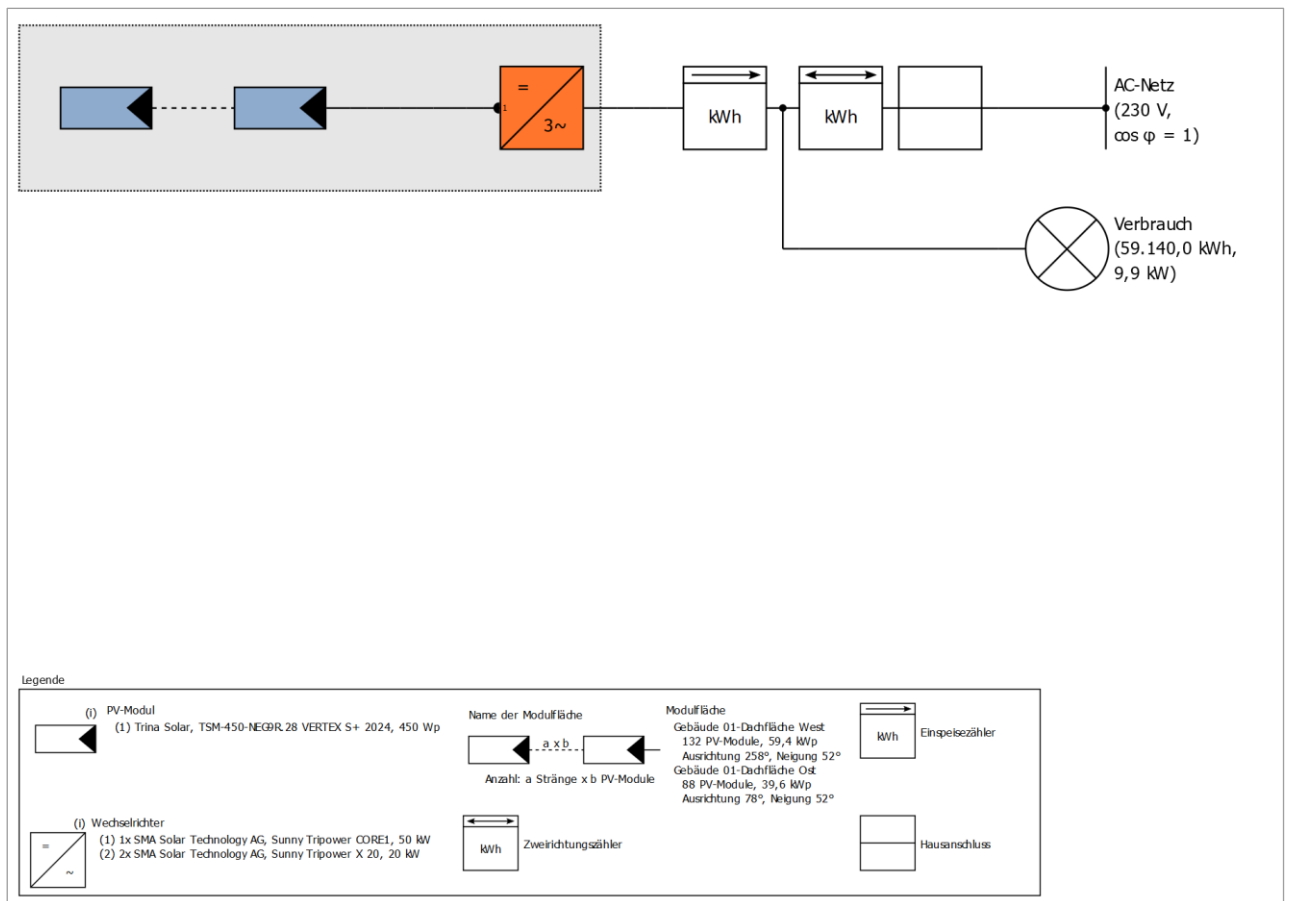 =
1
3~
kWh
kWh
AC-Netz
(230 V,
cos φ = 1)
Verbrauch
(59.140,0 kWh,
9,9 kW)
Legende
(i) PV-Modul
(1) Trina Solar, TSM-450-NEG9R.28 VERTEX S+ 2024, 450 Wp
Name der Modulfläche
a x b
Anzahl: a Stränge x b PV-Module
Modulfläche
Gebäude 01-Dachfläche West
132 PV-Module, 59,4 kWp
Ausrichtung 258°, Neigung 52°
Gebäude 01-Dachfläche Ost
88 PV-Module, 39,6 kWp
Ausrichtung 78°, Neigung 52°
kWh
Einspeisezähler
(i) Wechselrichter
=
~
(1) 1x SMA Solar Technology AG, Sunny Tripower CORE1, 50 kW
(2) 2x SMA Solar Technology AG, Sunny Tripower X 20, 20 kW
kWh
Zweirichtungszähler
Hausanschluss